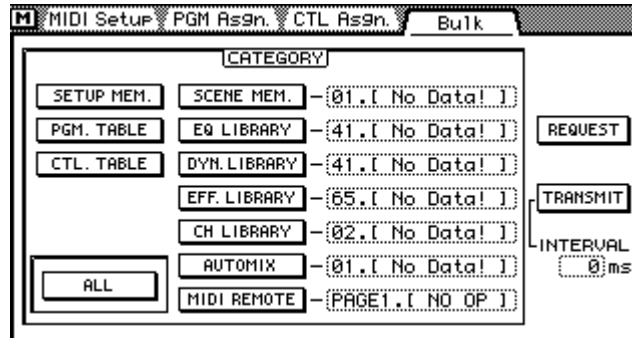 M MIDI Setup PGM Asgn. CTL Asgn. Bulk
CATEGORY
SETUP MEM. SCENE MEM. 01.[ No Data! ]
PGM. TABLE EQ LIBRARY 41.[ No Data! ] REQUEST
CTL. TABLE DYN. LIBRARY 41.[ No Data! ]
EFF. LIBRARY 65.[ No Data! ] TRANSMIT
CH LIBRARY 02.[ No Data! ] INTERVAL
AUTOMIX 01.[ No Data! ] 0 ms
ALL MIDI REMOTE PAGE1.[ NO OP ]